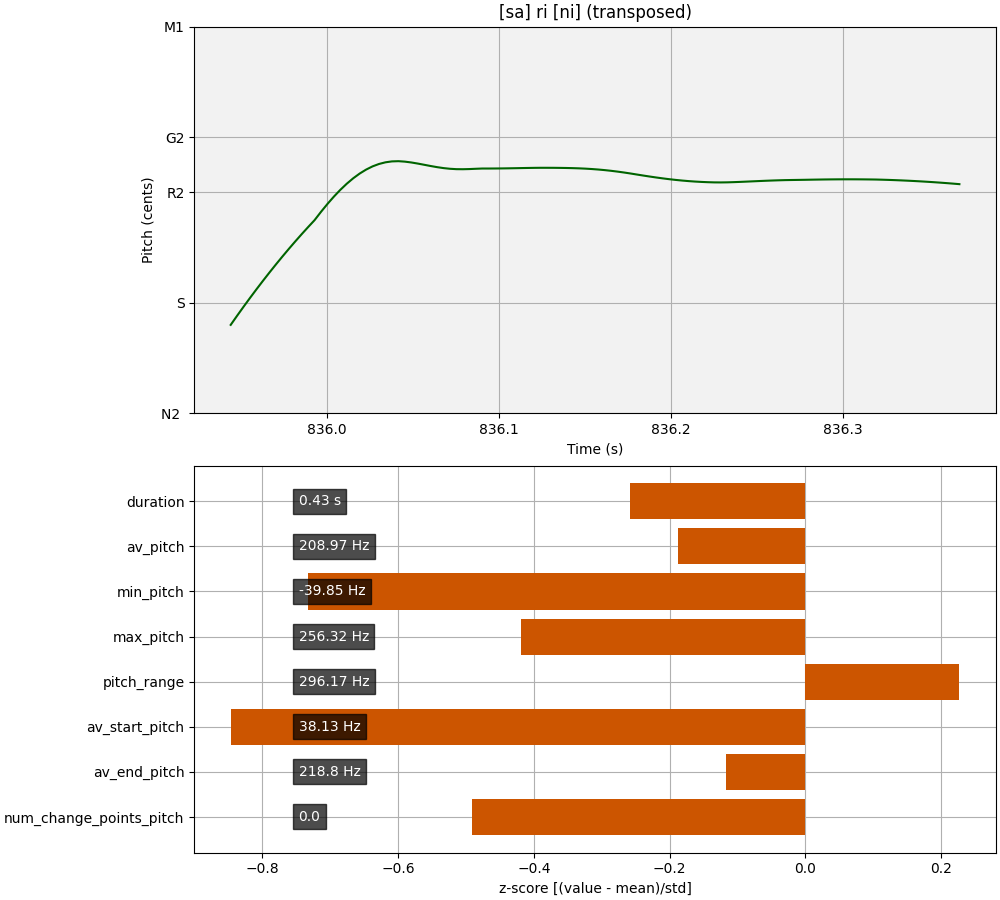 [sa] ri [ni] (transposed)
M1
G2
R2
S
N2
Pitch (cents)
836.0 836.1 836.2 836.3
Time (s)
duration 0.43 s
av_pitch 208.97 Hz
min_pitch -39.85 Hz
max_pitch 256.32 Hz
pitch_range 296.17 Hz
av_start_pitch 38.13 Hz
av_end_pitch 218.8 Hz
num_change_points_pitch 0.0
−0.8 −0.6 −0.4 −0.2 0.0 0.2
z-score [(value - mean)/std]